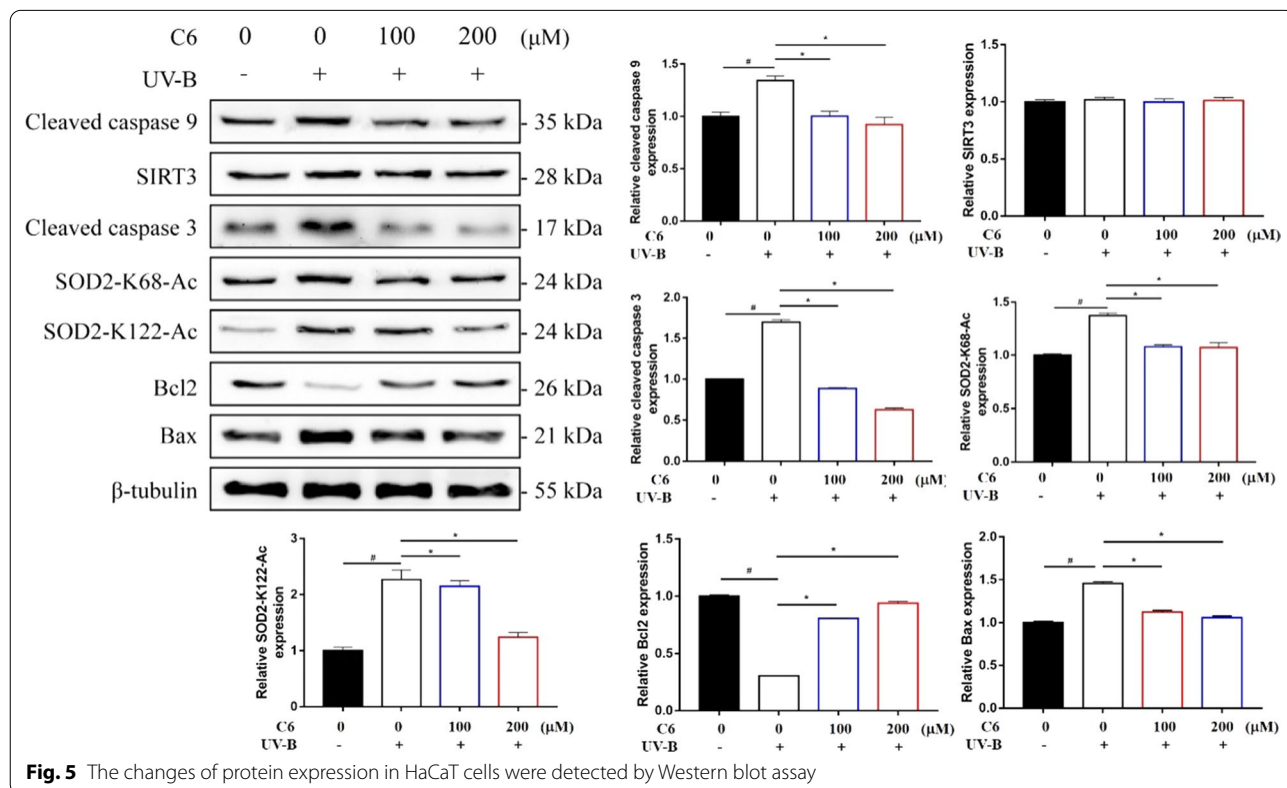 C6 0 0 100 200 (μM)
UV-B - + + +
Cleaved caspase 9 - 35 kDa
SIRT3 - 28 kDa
Cleaved caspase 3 - 17 kDa
SOD2-K68-Ac - 24 kDa
SOD2-K122-Ac - 24 kDa
Bcl2 - 26 kDa
Bax - 21 kDa
β-tubulin - 55 kDa
Relative cleaved caspase 9
expression
1.5
1.0
0.5
0.0
# * *
C6 0 0 100 200 (μM)
UV-B - + + +
Relative SIRT3 expression
1.5
1.0
0.5
0.0
C6 0 0 100 200 (μM)
UV-B - + + +
Relative cleaved caspase 3
expression
2.0
1.5
1.0
0.5
0.0
# * *
C6 0 0 100 200 (μM)
UV-B - + + +
Relative SOD2-K68-Ac
expression
1.5
1.0
0.5
0.0
# * *
C6 0 0 100 200 (μM)
UV-B - + + +
Relative SOD2-K122-Ac
expression
3
2
1
0
# * *
C6 0 0 100 200 (μM)
UV-B - + + +
Relative Bcl2 expression
1.5
1.0
0.5
0.0
# * *
C6 0 0 100 200 (μM)
UV-B - + + +
Relative Bax expression
2.0
1.5
1.0
0.5
0.0
# * *
C6 0 0 100 200 (μM)
UV-B - + + +
Fig. 5 The changes of protein expression in HaCaT cells were detected by Western blot assay